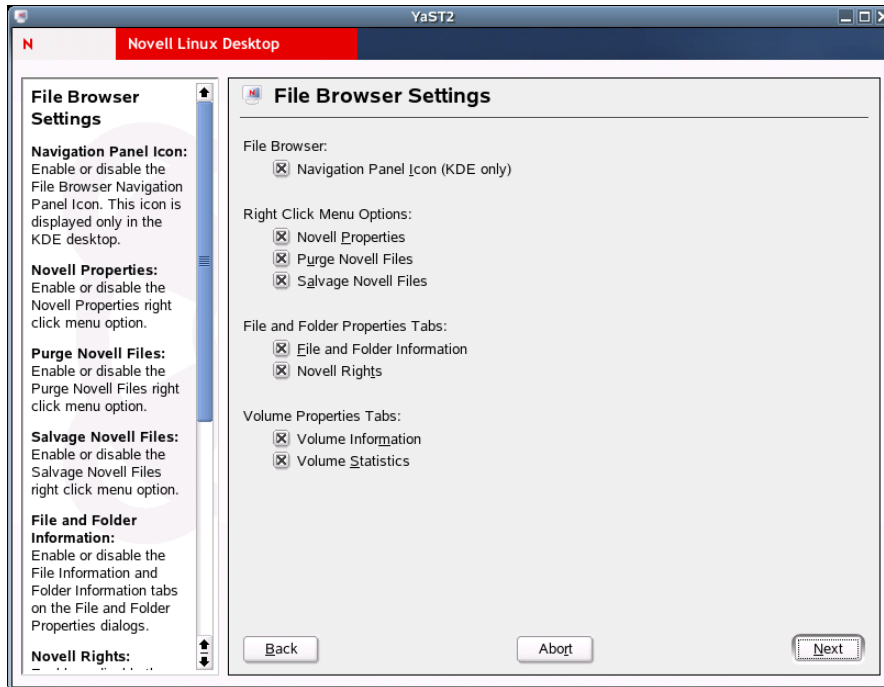 YaST2
N Novell Linux Desktop
File Browser
Settings
Navigation Panel Icon:
Enable or disable the
File Browser Navigation
Panel Icon. This icon is
displayed only in the
KDE desktop.
Novell Properties:
Enable or disable the
Novell Properties right
click menu option.
Purge Novell Files:
Enable or disable the
Purge Novell Files right
click menu option.
Salvage Novell Files:
Enable or disable the
Salvage Novell Files
right click menu option.
File and Folder
Information:
Enable or disable the
File Information and
Folder Information tabs
on the File and Folder
Properties dialogs.
Novell Rights:
File Browser Settings
File Browser:
Navigation Panel Icon (KDE only)
Right Click Menu Options:
Novell Properties
Purge Novell Files
Salvage Novell Files
File and Folder Properties Tabs:
File and Folder Information
Novell Rights
Volume Properties Tabs:
Volume Information
Volume Statistics
Back Abort Next